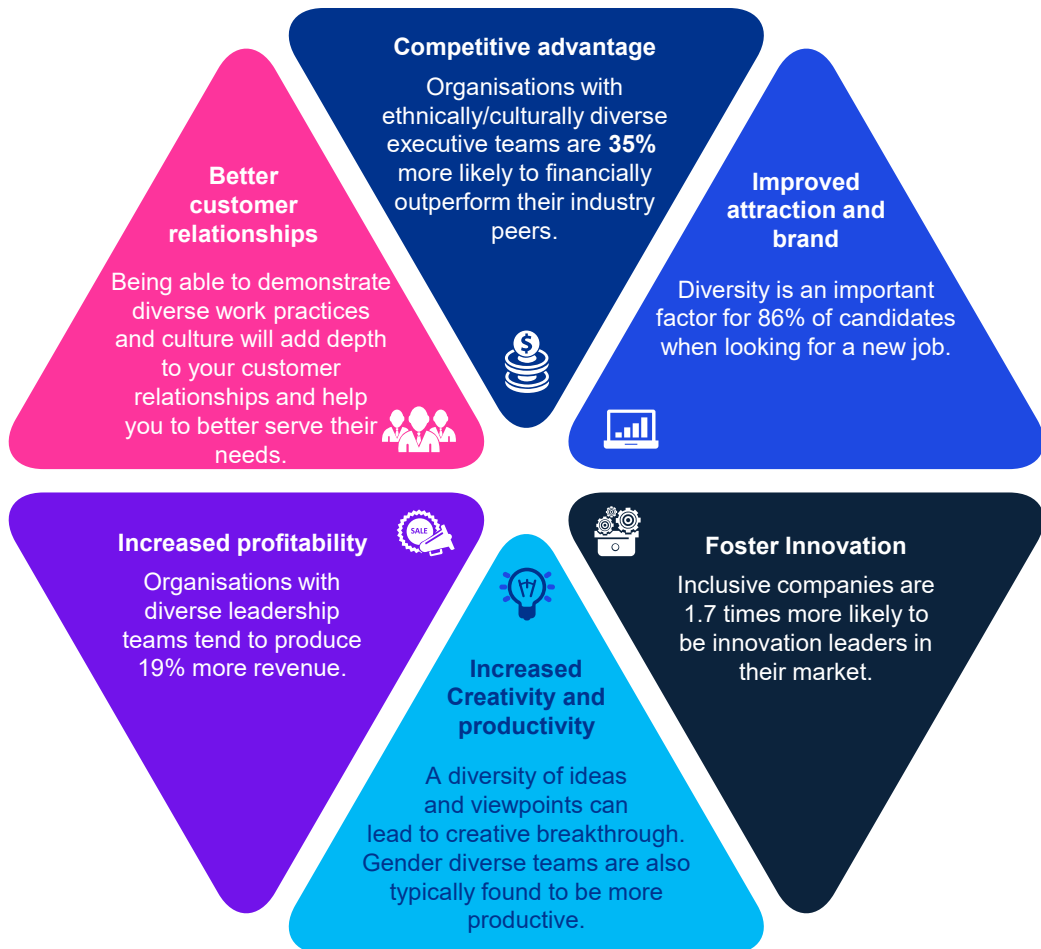 Competitive advantage
Organisations with
ethnically/culturally diverse
executive teams are 35%
more likely to financially
outperform their industry
peers.
$
Better
customer
relationships
Being able to demonstrate
diverse work practices
and culture will add depth
to your customer
relationships and help
you to better serve their
needs.
Improved
attraction and
brand
Diversity is an important
factor for 86% of candidates
when looking for a new job.
Increased profitability
SALE
Organisations with
diverse leadership
teams tend to produce
19% more revenue.
Increased
Creativity and
productivity
A diversity of ideas
and viewpoints can
lead to creative breakthrough.
Gender diverse teams are also
typically found to be more
productive.
Foster Innovation
Inclusive companies are
1.7 times more likely to
be innovation leaders in
their market.